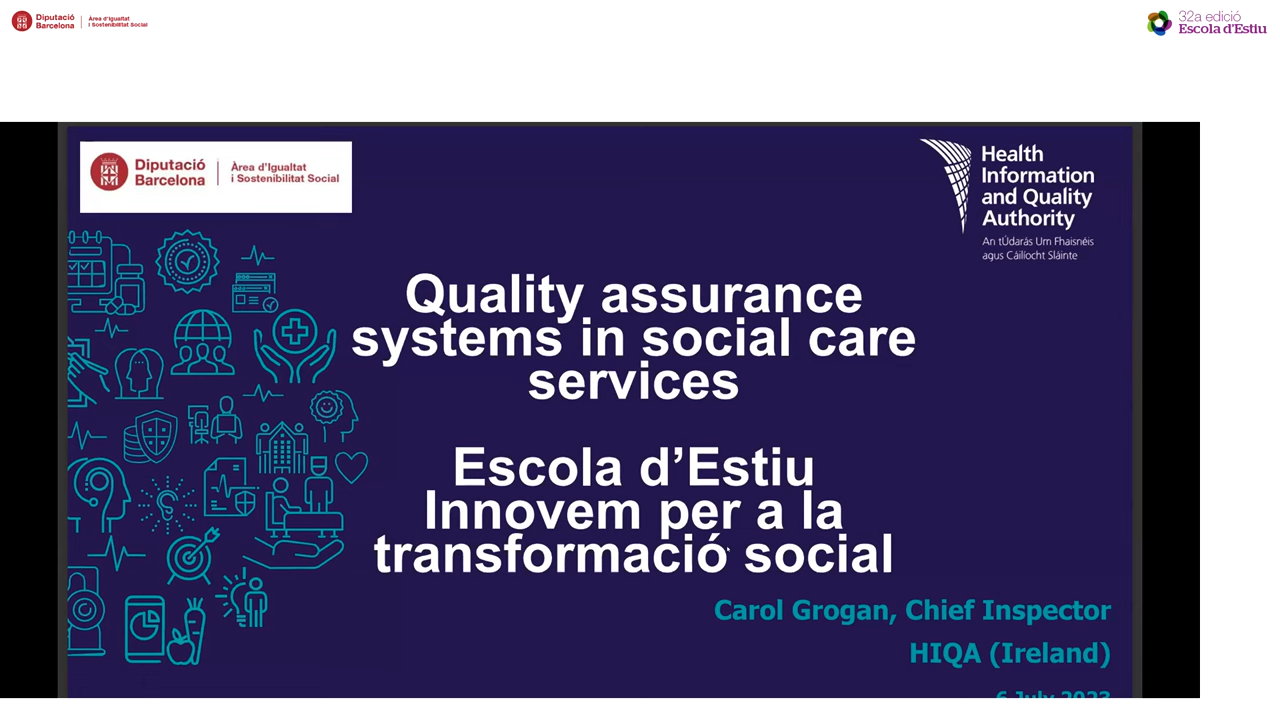 Diputació
Barcelona
Àrea d'Igualtat
i Sostenibilitat Social
32a edició
Escola d'Estiu
Diputació
Barcelona
Àrea d'Igualtat
i Sostenibilitat Social
Health
Information
and Quality
Authority
An tÚdarás Um Fhaisnéis
agus Cáilíocht Sláinte
Quality assurance
systems in social care
services
Escola d’Estiu
Innovem per a la
transformació social
Carol Grogan, Chief Inspector
HIQA (Ireland)
6 July 2023